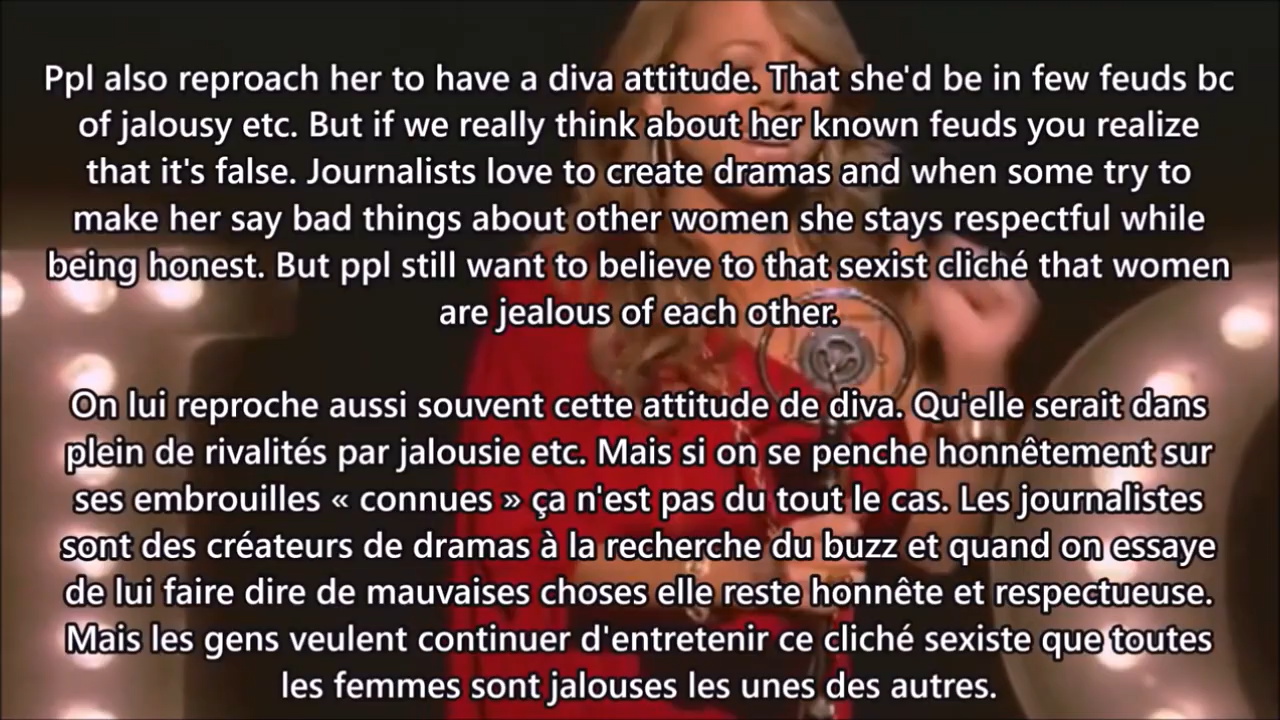 Ppl also reproach her to have a diva attitude. That she'd be in few feuds bc
of jalousy etc. But if we really think about her known feuds you realize
that it's false. Journalists love to create dramas and when some try to
make her say bad things about other women she stays respectful while
being honest. But ppl still want to believe to that sexist cliché that women
are jealous of each other.
On lui reproche aussi souvent cette attitude de diva. Qu'elle serait dans
plein de rivalités par jalousie etc. Mais si on se penche honnêtement sur
ses embrouilles « connues » ça n'est pas du tout le cas. Les journalistes
sont des créateurs de dramas à la recherche du buzz et quand on essaye
de lui faire dire de mauvaises choses elle reste honnête et respectueuse.
Mais les gens veulent continuer d'entretenir ce cliché sexiste que toutes
les femmes sont jalouses les unes des autres.